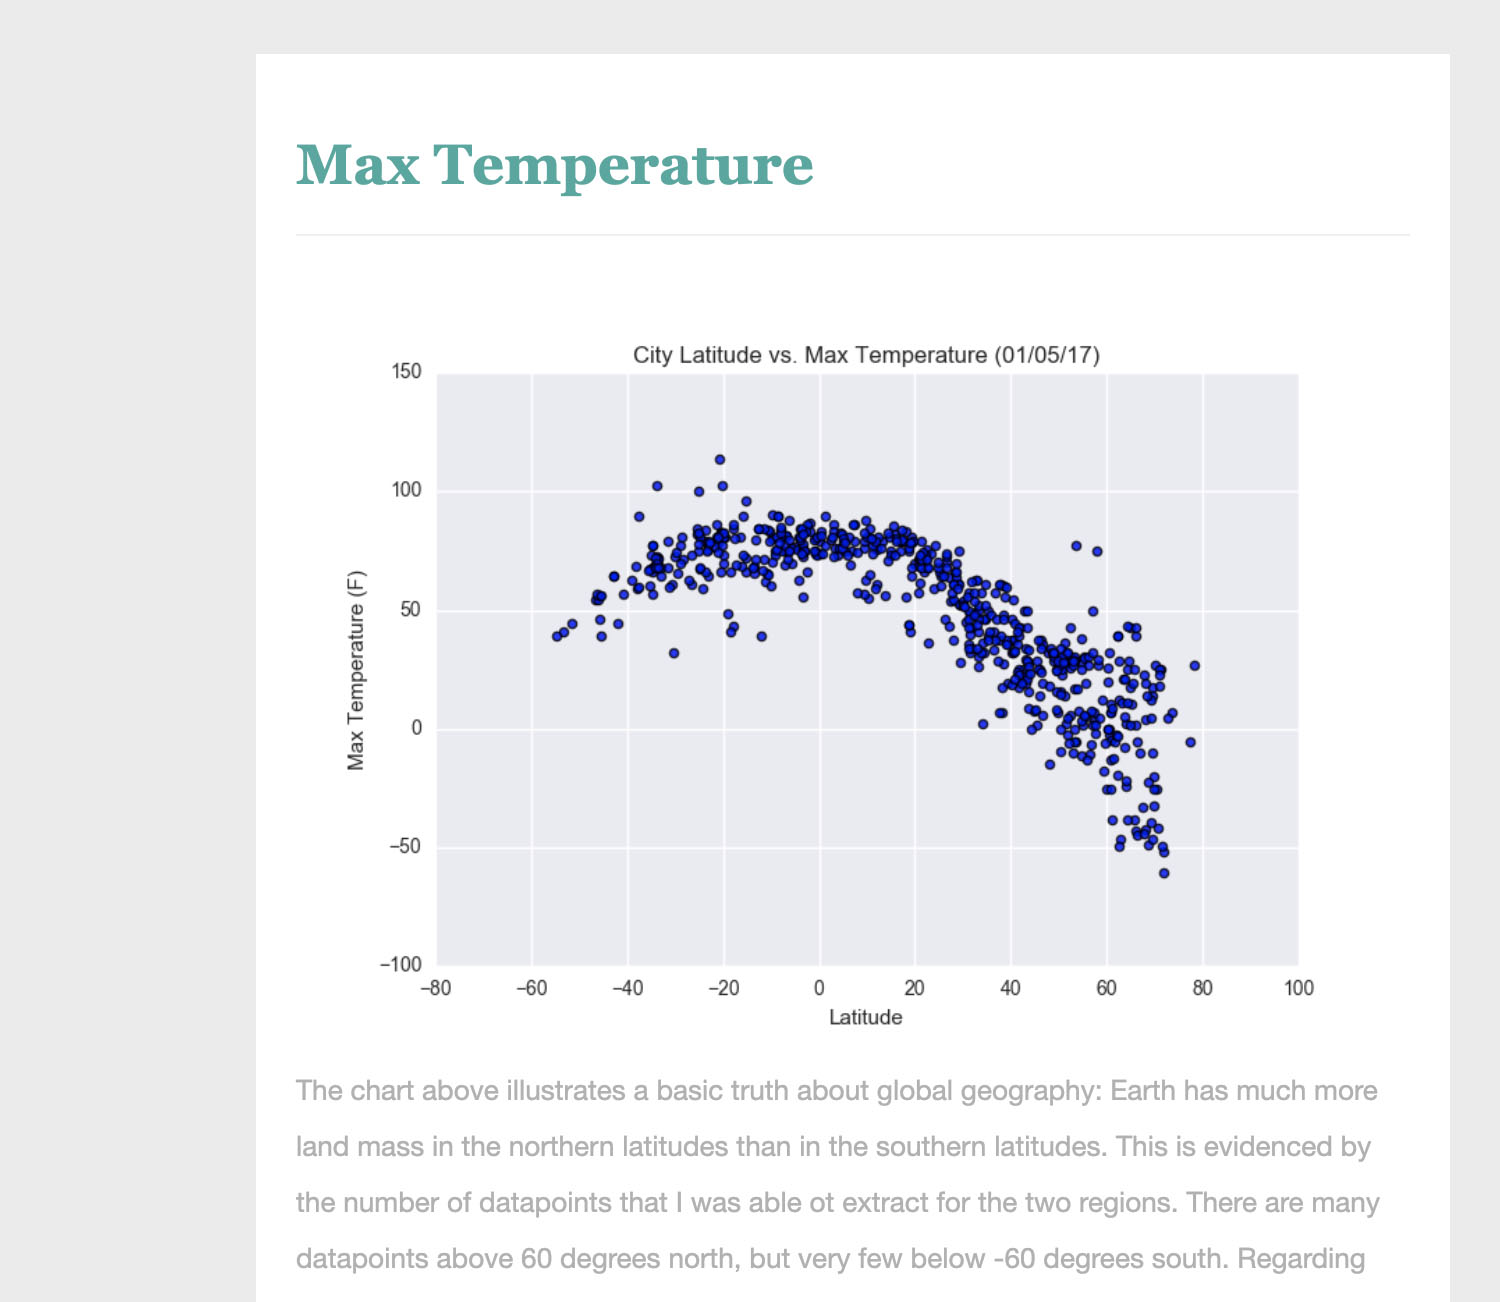 Max Temperature
City Latitude vs. Max Temperature (01/05/17)
150
100
50
0
−50
−100
Max Temperature (F)
−80 −60 −40 −20 0 20 40 60 80 100
Latitude
The chart above illustrates a basic truth about global geography: Earth has much more
land mass in the northern latitudes than in the southern latitudes. This is evidenced by
the number of datapoints that I was able ot extract for the two regions. There are many
datapoints above 60 degrees north, but very few below -60 degrees south. Regarding